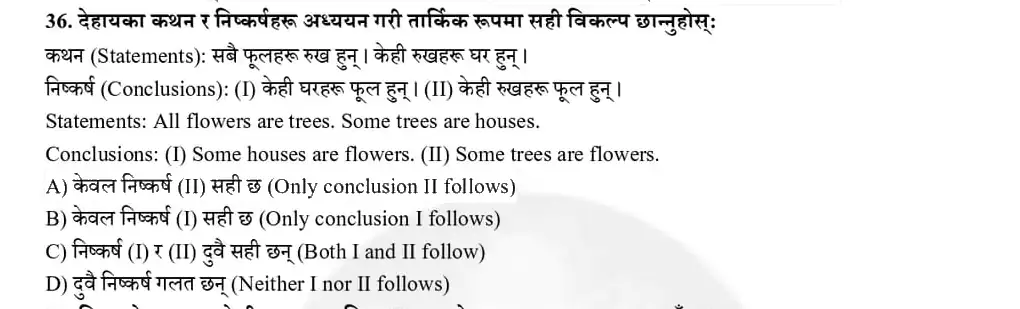 36. देहायका कथन र निष्कर्षहरू अध्ययन गरी तार्किक रूपमा सही विकल्प छान्नुहोस्:
कथन (Statements): सबै फूलहरू रुख हुन् । केही रुखहरू घर हुन् ।
निष्कर्ष (Conclusions): (I) केही घरहरू फूल हुन् । (II) केही रुखहरू फूल हुन् ।
Statements: All flowers are trees. Some trees are houses.
Conclusions: (I) Some houses are flowers. (II) Some trees are flowers.
A) केवल निष्कर्ष (II) सही छ (Only conclusion II follows)
B) केवल निष्कर्ष (I) सही छ (Only conclusion I follows)
C) निष्कर्ष (I) र (II) दुवै सही छन् (Both I and II follow)
D) दुवै निष्कर्ष गलत छन् (Neither I nor II follows)